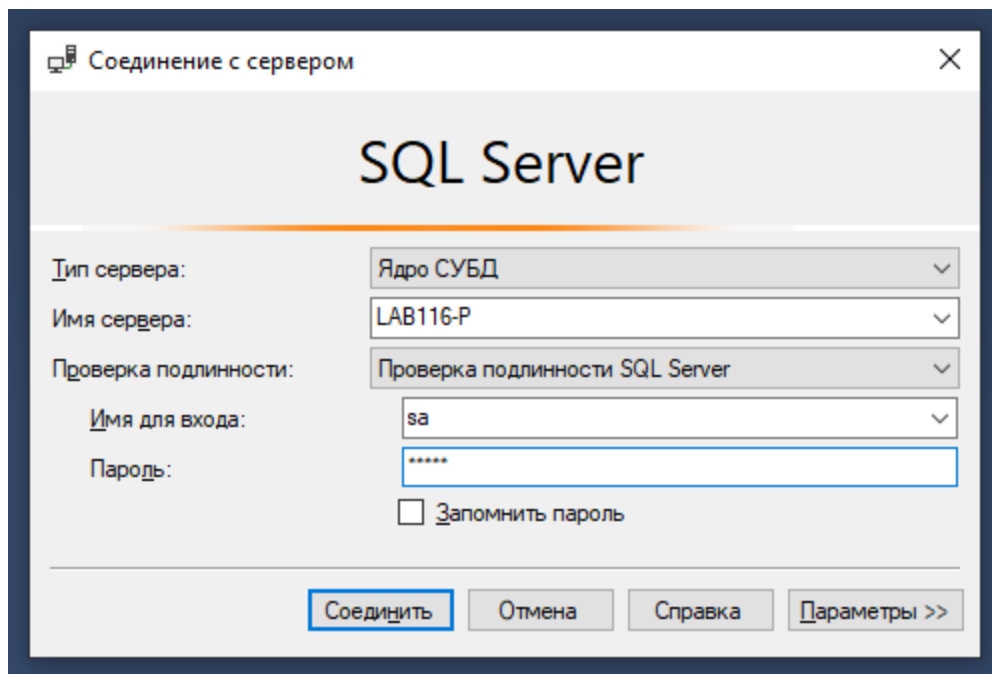 Соединение с сервером
SQL Server
Тип сервера: Ядро СУБД
Имя сервера: LAB116-P
Проверка подлинности: Проверка подлинности SQL Server
Имя для входа: sa
Пароль: *****
Запомнить пароль
Соединить Отмена Справка Параметры >>